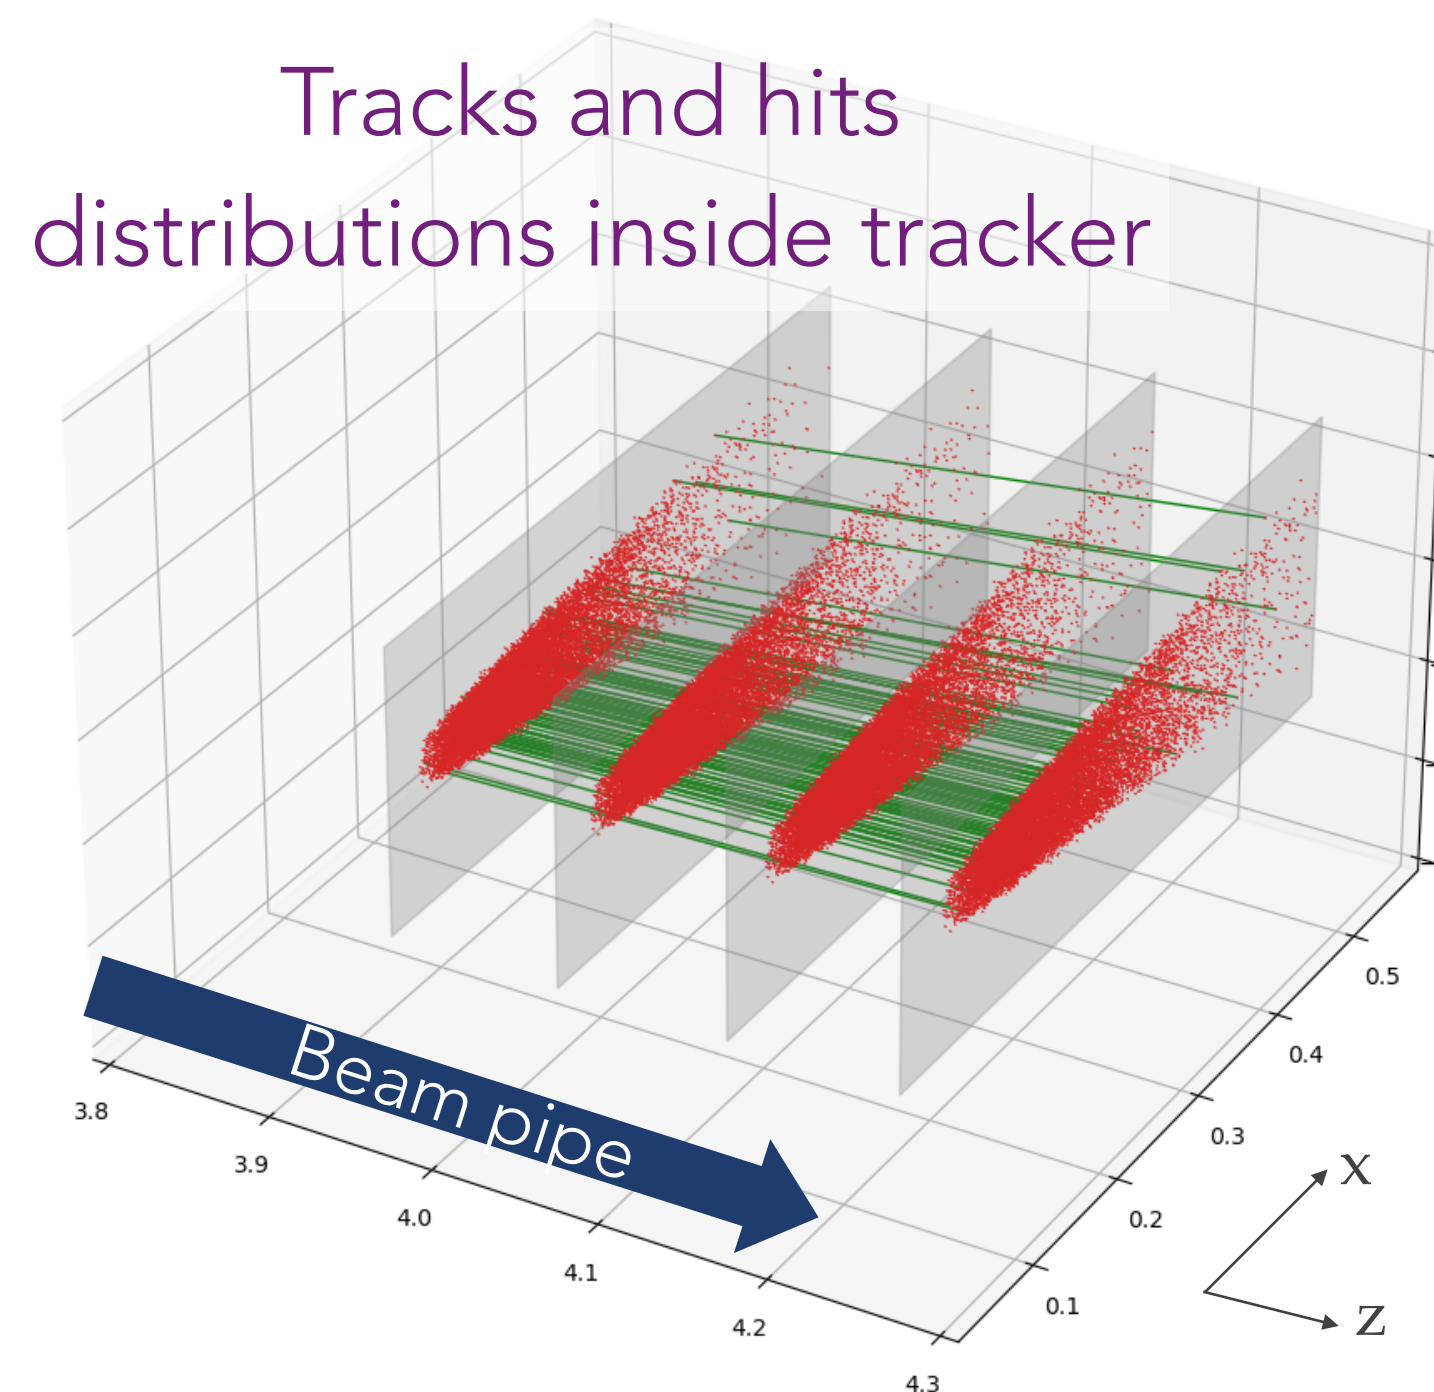 Tracks and hits
distributions inside tracker
Beam pipe
3.8
3.9
4.0
4.1
4.2
4.3
0.1
0.2
0.3
0.4
0.5
x
z